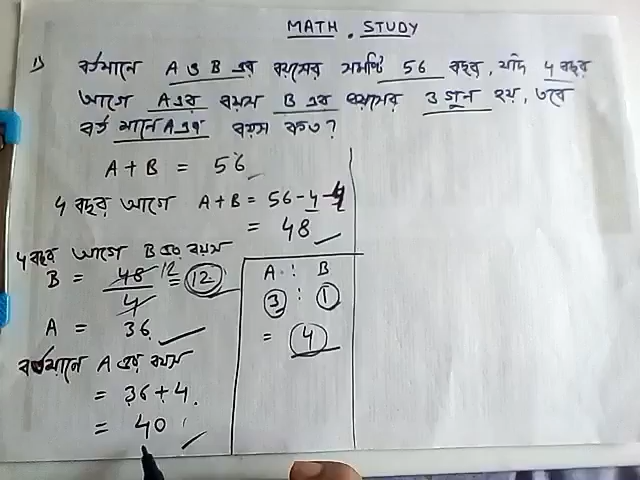 MATH . STUDY
1) বর্তমানে A ও B এর বয়সের সমষ্টি 56 বছর, যদি 4 বছর
আগে A এর বয়স B এর বয়সের 3 গুন হয়, তবে
বর্তমানে A এর বয়স কত?
A + B = 56
4 বছর আগে A + B = 56 - 4 - 4
= 48
4 বছর আগে B এর বয়স
B = 48/4 12 = 12
A = 36
বর্তমানে A এর বয়স
= 36 + 4
= 40
A : B
3 : 1
= 4